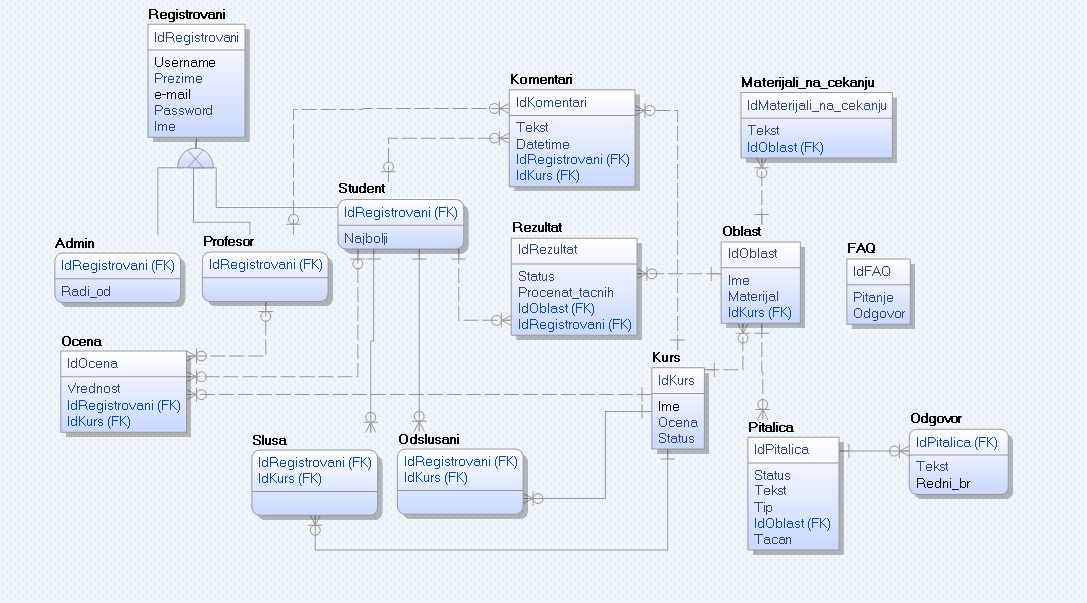 Registrovani
IdRegistrovani
Username
Prezime
e-mail
Password
Ime
Komentari
IdKomentari
Tekst
Datetime
IdRegistrovani (FK)
IdKurs (FK)
Materijali_na_cekanju
IdMaterijali_na_cekanju
Tekst
IdOblast (FK)
Student
IdRegistrovani (FK)
Najbolji
Admin
IdRegistrovani (FK)
Radi_od
Profesor
IdRegistrovani (FK)
Rezultat
IdRezultat
Status
Procenat_tacnih
IdOblast (FK)
IdRegistrovani (FK)
Oblast
IdOblast
Ime
Materijal
IdKurs (FK)
FAQ
IdFAQ
Pitanje
Odgovor
Ocena
IdOcena
Vrednost
IdRegistrovani (FK)
IdKurs (FK)
Kurs
IdKurs
Ime
Ocena
Status
Slusa
IdRegistrovani (FK)
IdKurs (FK)
Odslusani
IdRegistrovani (FK)
IdKurs (FK)
Pitalica
IdPitalica
Status
Tekst
Tip
IdOblast (FK)
Tacan
Odgovor
IdPitalica (FK)
Tekst
Redni_br